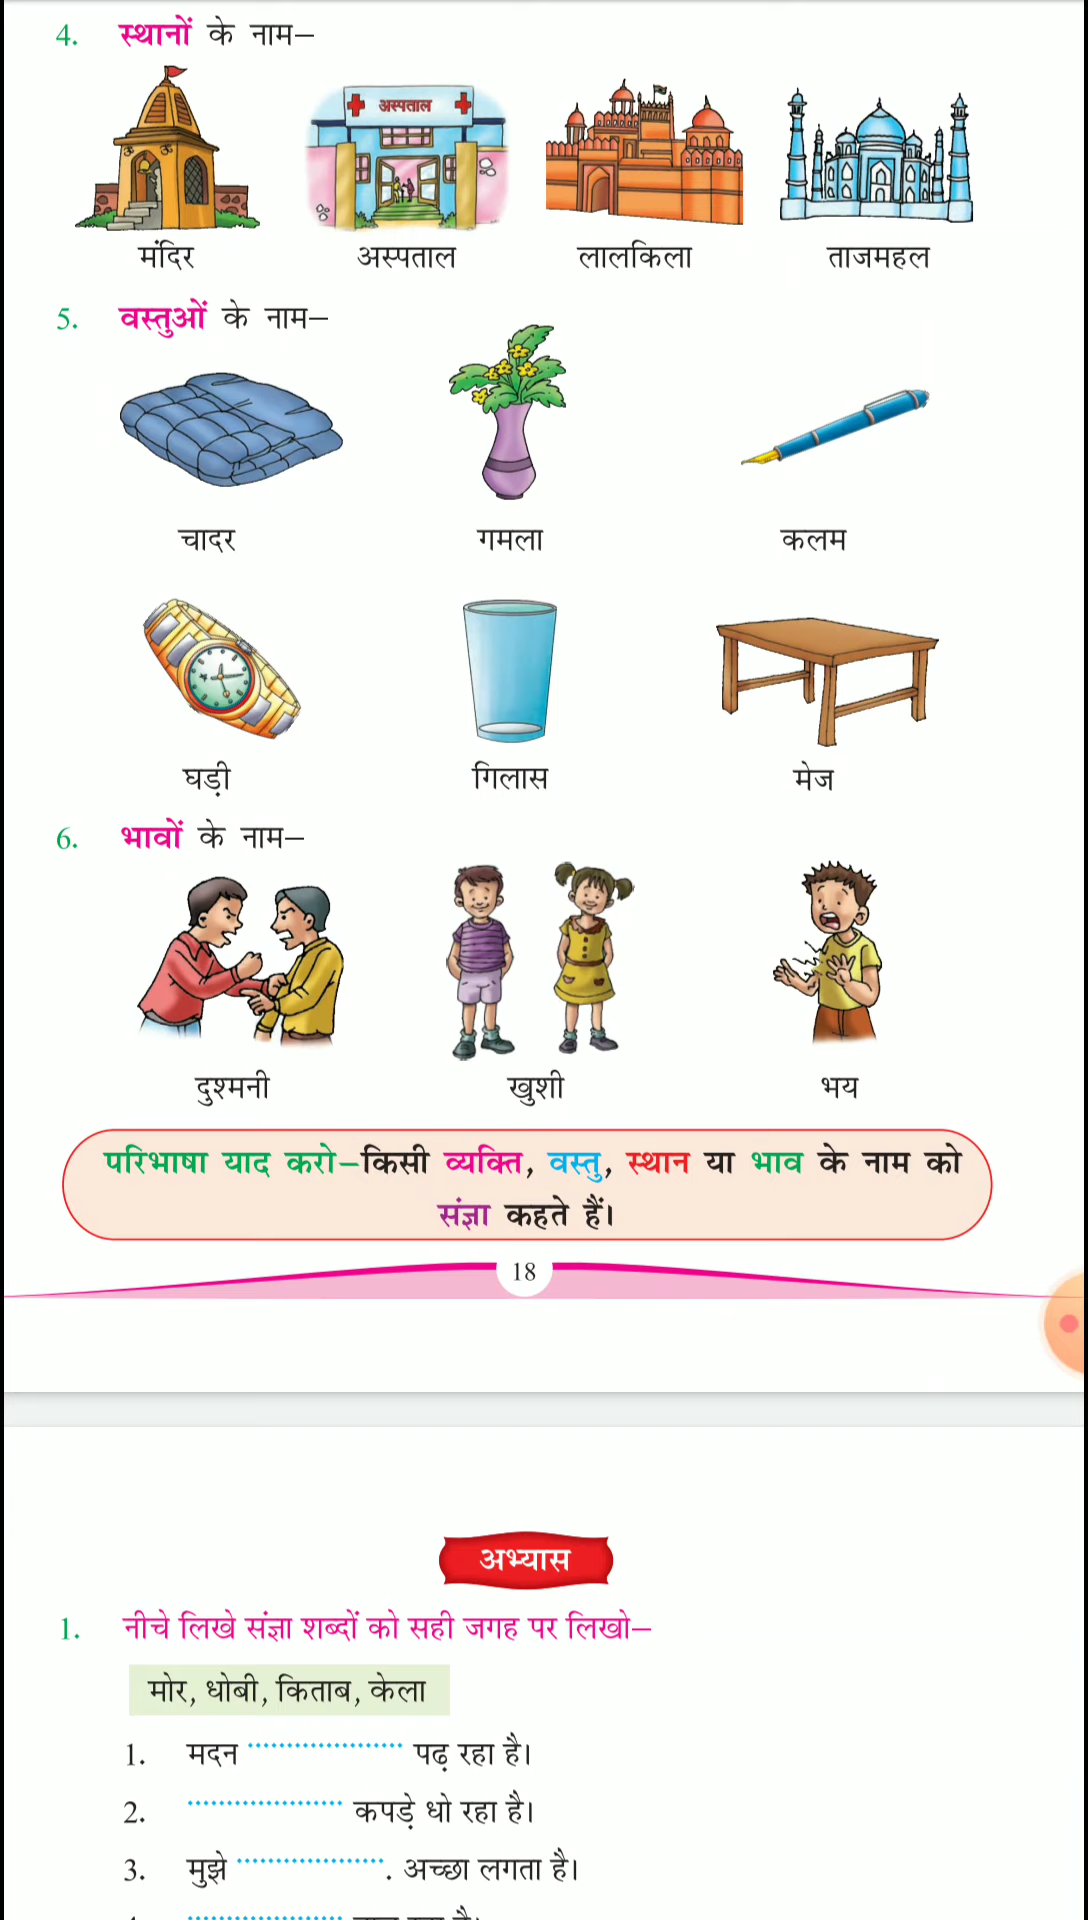 4. स्थानों के नाम–
अस्पताल
मंदिर अस्पताल लालकिला ताजमहल
5. वस्तुओं के नाम–
चादर गमला कलम
घड़ी गिलास मेज
6. भावों के नाम–
दुश्मनी खुशी भय
परिभाषा याद करो–किसी व्यक्ति, वस्तु, स्थान या भाव के नाम को
संज्ञा कहते हैं।
18
अभ्यास
1. नीचे लिखे संज्ञा शब्दों को सही जगह पर लिखो–
मोर, धोबी, किताब, केला
1. मदन ..................... पढ़ रहा है।
2. ..................... कपड़े धो रहा है।
3. मुझे .................... . अच्छा लगता है।